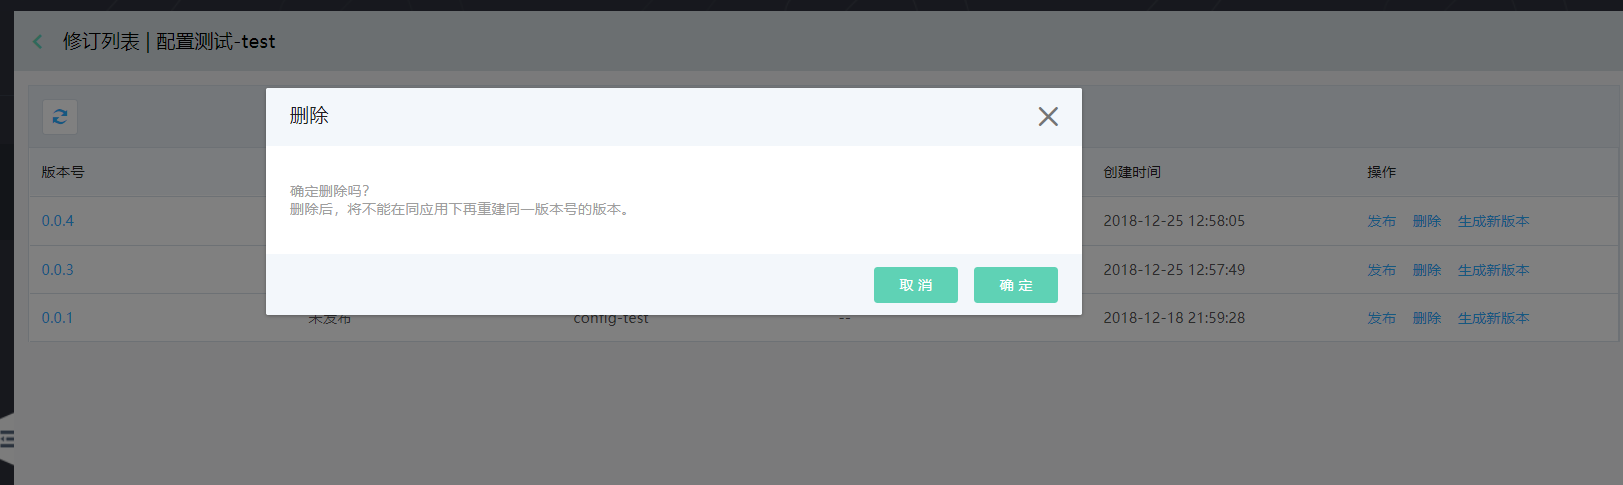 修订列表 | 配置测试-test
删除
版本号
创建时间
操作
确定删除吗?
删除后，将不能在同应用下再重建同一版本号的版本。
0.0.4
2018-12-25 12:58:05
发布 删除 生成新版本
0.0.3
2018-12-25 12:57:49
发布 删除 生成新版本
取消 确定
0.0.1 未发布 config-test -- 2018-12-18 21:59:28 发布 删除 生成新版本